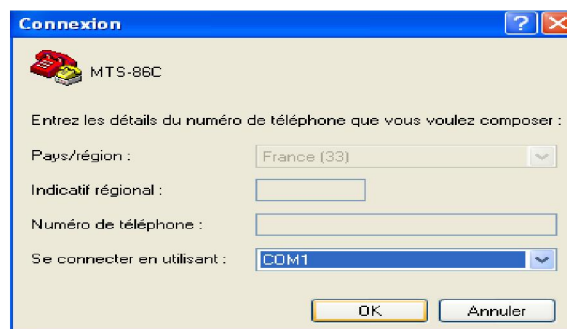 Connexion
MTS-86C
Entrez les détails du numéro de téléphone que vous voulez composer :
Pays/région : France (33)
Indicatif régional :
Numéro de téléphone :
Se connecter en utilisant : COM1
OK Annuler